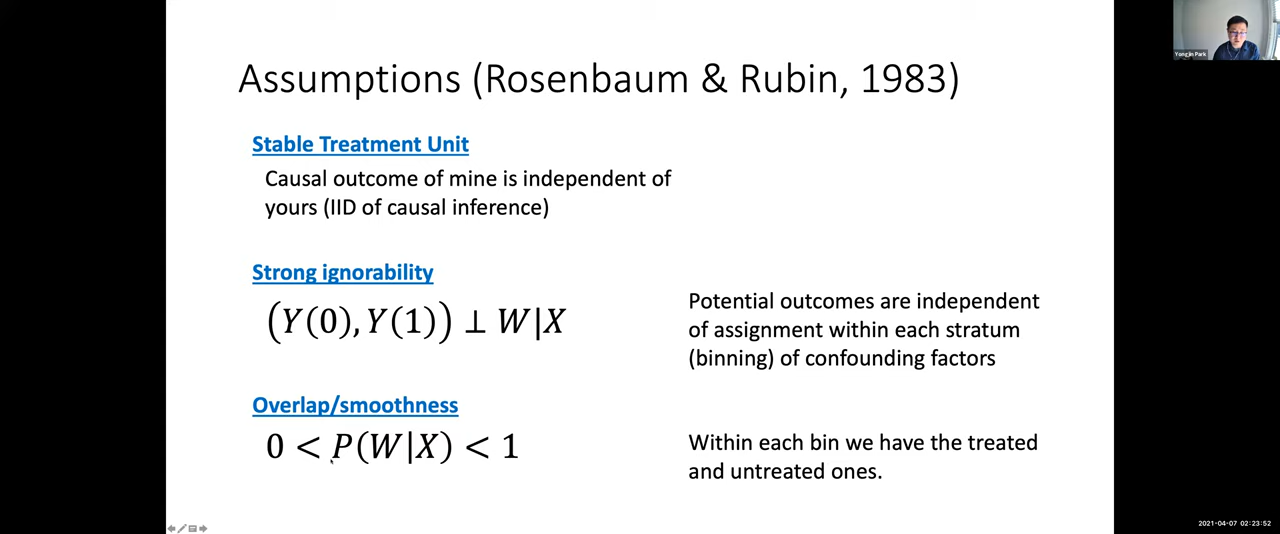 Assumptions (Rosenbaum & Rubin, 1983)
Stable Treatment Unit
Causal outcome of mine is independent of
yours (IID of causal inference)
Strong ignorability
(Y(0), Y(1)) ⊥ W|X
Potential outcomes are independent
of assignment within each stratum
(binning) of confounding factors
Overlap/smoothness
0 < P(W|X) < 1
Within each bin we have the treated
and untreated ones.
Yongjin Park
2021-04-07 02:23:52